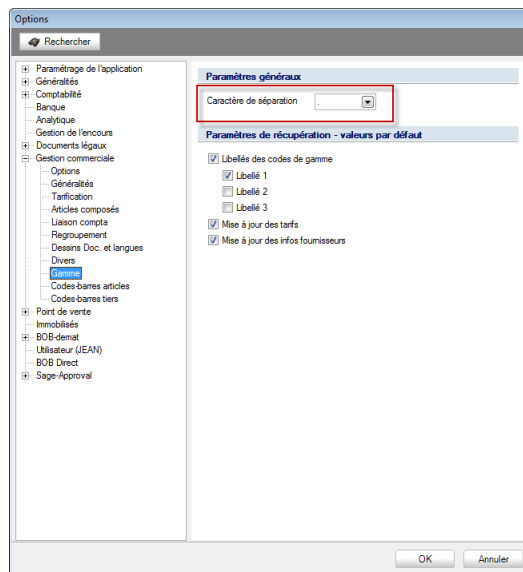 Options
Rechercher
Paramétrage de l'application
Généralités
Comptabilité
Banque
Analytique
Gestion de l'encours
Documents légaux
Gestion commerciale
Options
Généralités
Tarification
Articles composés
Liaison compta
Regroupement
Dessins Doc. et langues
Divers
Gamme
Codes-barres articles
Codes-barres tiers
Point de vente
Immobilisés
BOB-demat
Utilisateur (JEAN)
BOB Direct
Sage-Approval
Paramètres généraux
Caractère de séparation .
Paramètres de récupération - valeurs par défaut
Libellés des codes de gamme
Libellé 1
Libellé 2
Libellé 3
Mise à jour des tarifs
Mise à jour des infos fournisseurs
OK Annuler